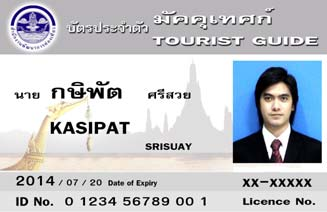 บัตรประจำตัว มัคคุเทศก์
TOURIST GUIDE
นาย กษิพัต ศรีสวย
KASIPAT
SRISUAY
2014 / 07 / 20 Date of Expiry
XX-XXXXX
ID No. 0 1234 56789 00 1
Licence No.